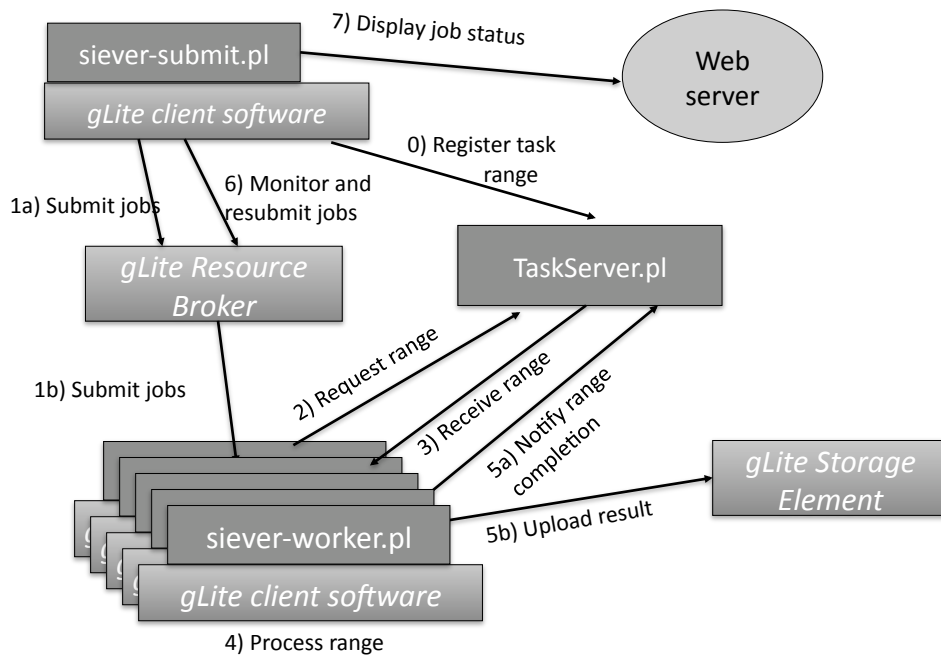 7) Display job status
siever-submit.pl
Web
server
gLite client software
0) Register task
range
6) Monitor and
resubmit jobs
1a) Submit jobs
gLite Resource
Broker
TaskServer.pl
1b) Submit jobs
2) Request range
3) Receive range
5a) Notify range
completion
gLite Storage
Element
5b) Upload result
siever-worker.pl
gLite client software
4) Process range